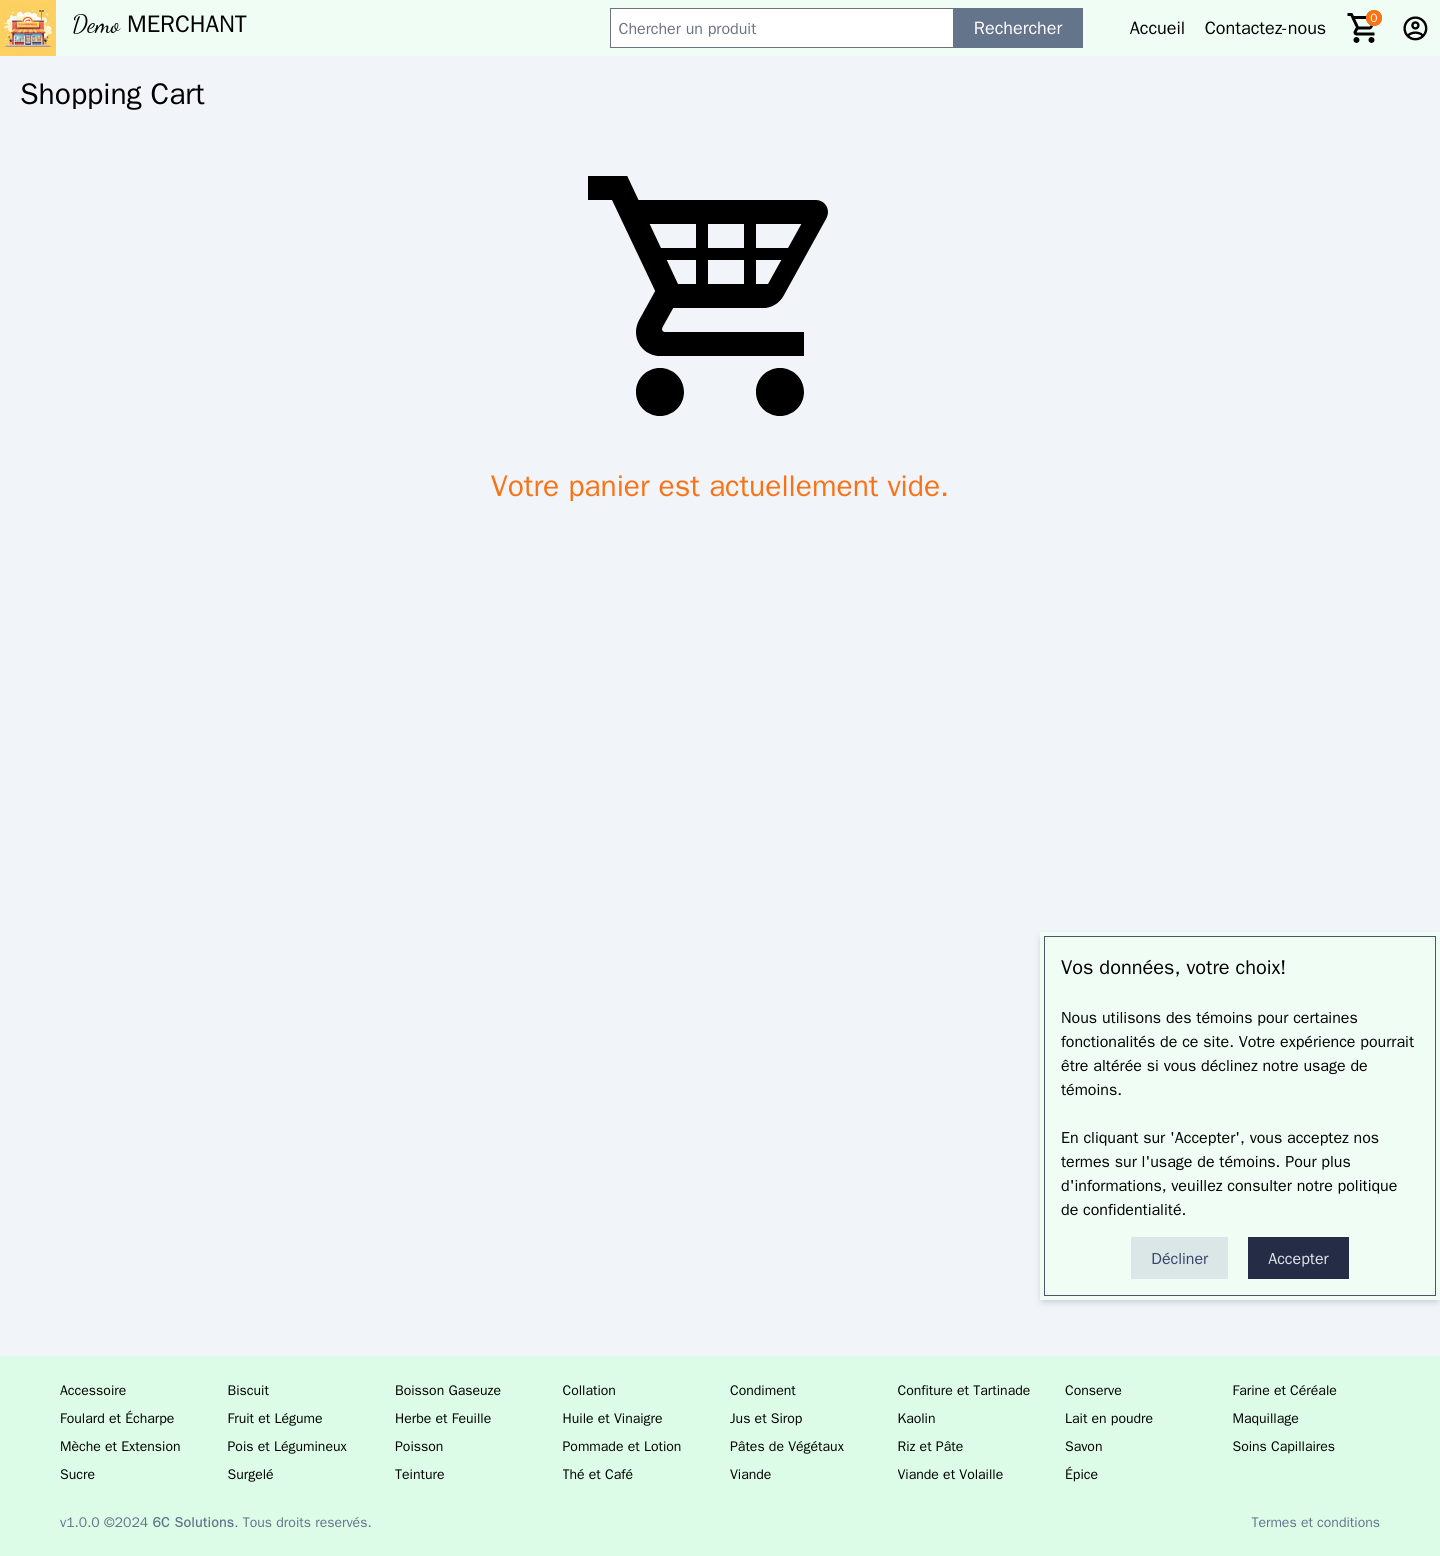 Demo MERCHANT
Chercher un produit
Rechercher
Accueil
Contactez-nous
0
Shopping Cart
Votre panier est actuellement vide.
Vos données, votre choix!
Nous utilisons des témoins pour certaines
fonctionalités de ce site. Votre expérience pourrait
être altérée si vous déclinez notre usage de
témoins.
En cliquant sur 'Accepter', vous acceptez nos
termes sur l'usage de témoins. Pour plus
d'informations, veuillez consulter notre politique
de confidentialité.
Décliner
Accepter
Accessoire Biscuit Boisson Gaseuze Collation Condiment Confiture et Tartinade Conserve Farine et Céréale
Foulard et Écharpe Fruit et Légume Herbe et Feuille Huile et Vinaigre Jus et Sirop Kaolin Lait en poudre Maquillage
Mèche et Extension Pois et Légumineux Poisson Pommade et Lotion Pâtes de Végétaux Riz et Pâte Savon Soins Capillaires
Sucre Surgelé Teinture Thé et Café Viande Viande et Volaille Épice
v1.0.0 ©2024 6C Solutions. Tous droits reservés.
Termes et conditions